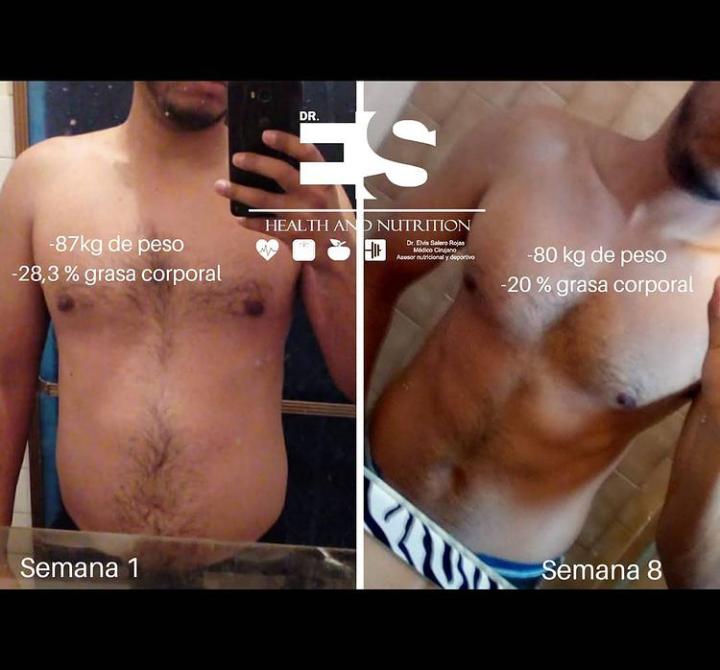 DR.
ES
HEALTH AND NUTRITION
Dr. Elvis Salero Rojas
Médico Cirujano
Asesor nutricional y deportivo
-87kg de peso
-28,3 % grasa corporal
-80 kg de peso
-20 % grasa corporal
Semana 1
Semana 8